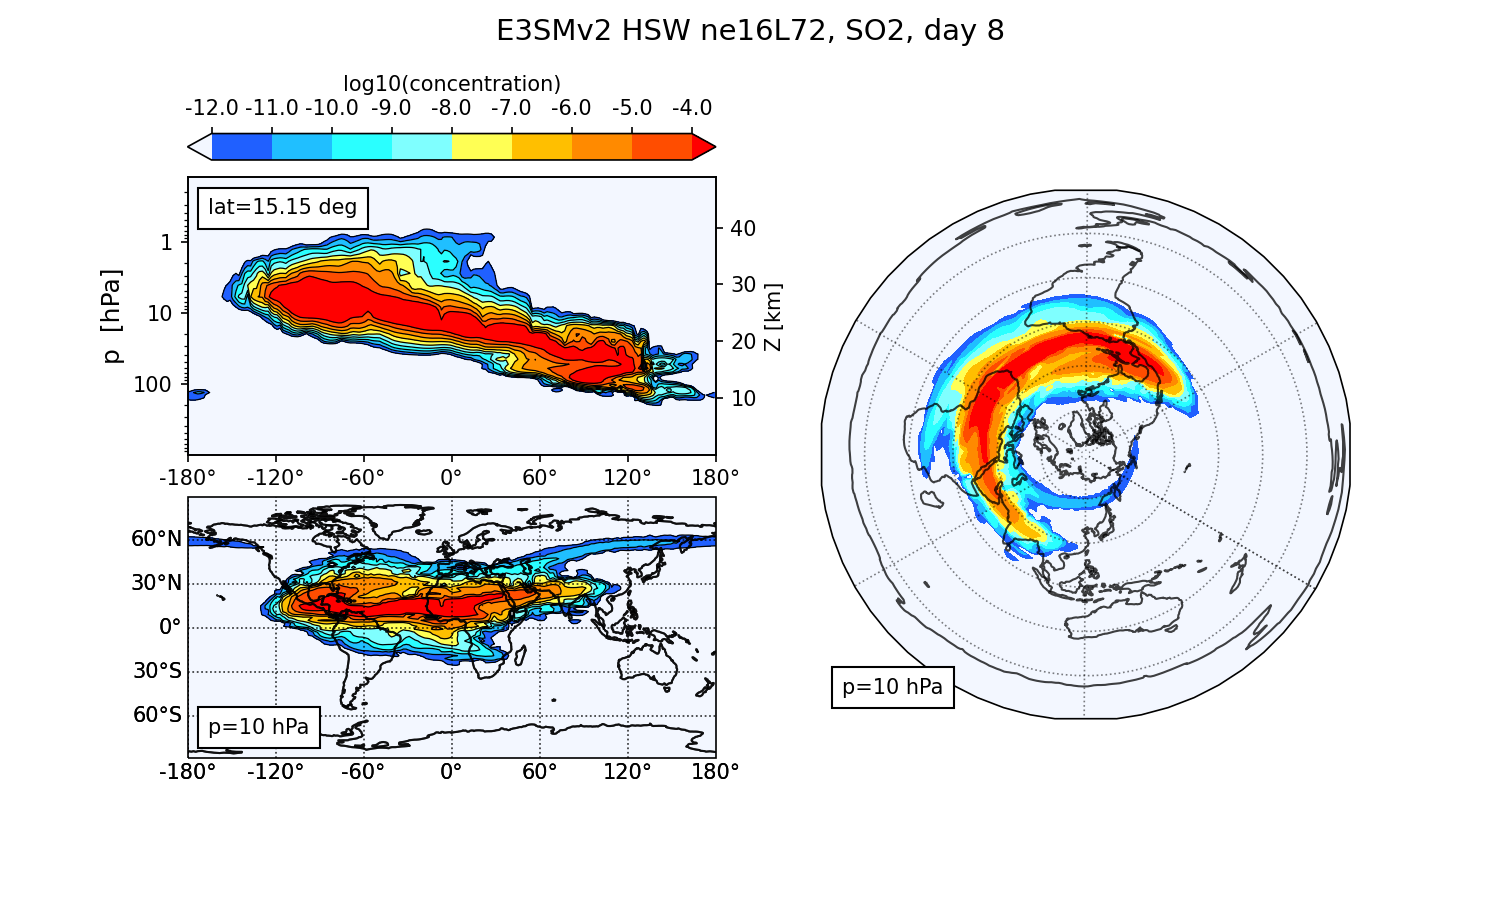 E3SMv2 HSW ne16L72, SO2, day 8
log10(concentration)
-12.0 -11.0 -10.0 -9.0 -8.0 -7.0 -6.0 -5.0 -4.0
lat=15.15 deg
p [hPa]
1
10
100
Z [km]
40
30
20
10
-180° -120° -60° 0° 60° 120° 180°
60°N
30°N
0°
30°S
60°S
p=10 hPa
-180° -120° -60° 0° 60° 120° 180°
p=10 hPa